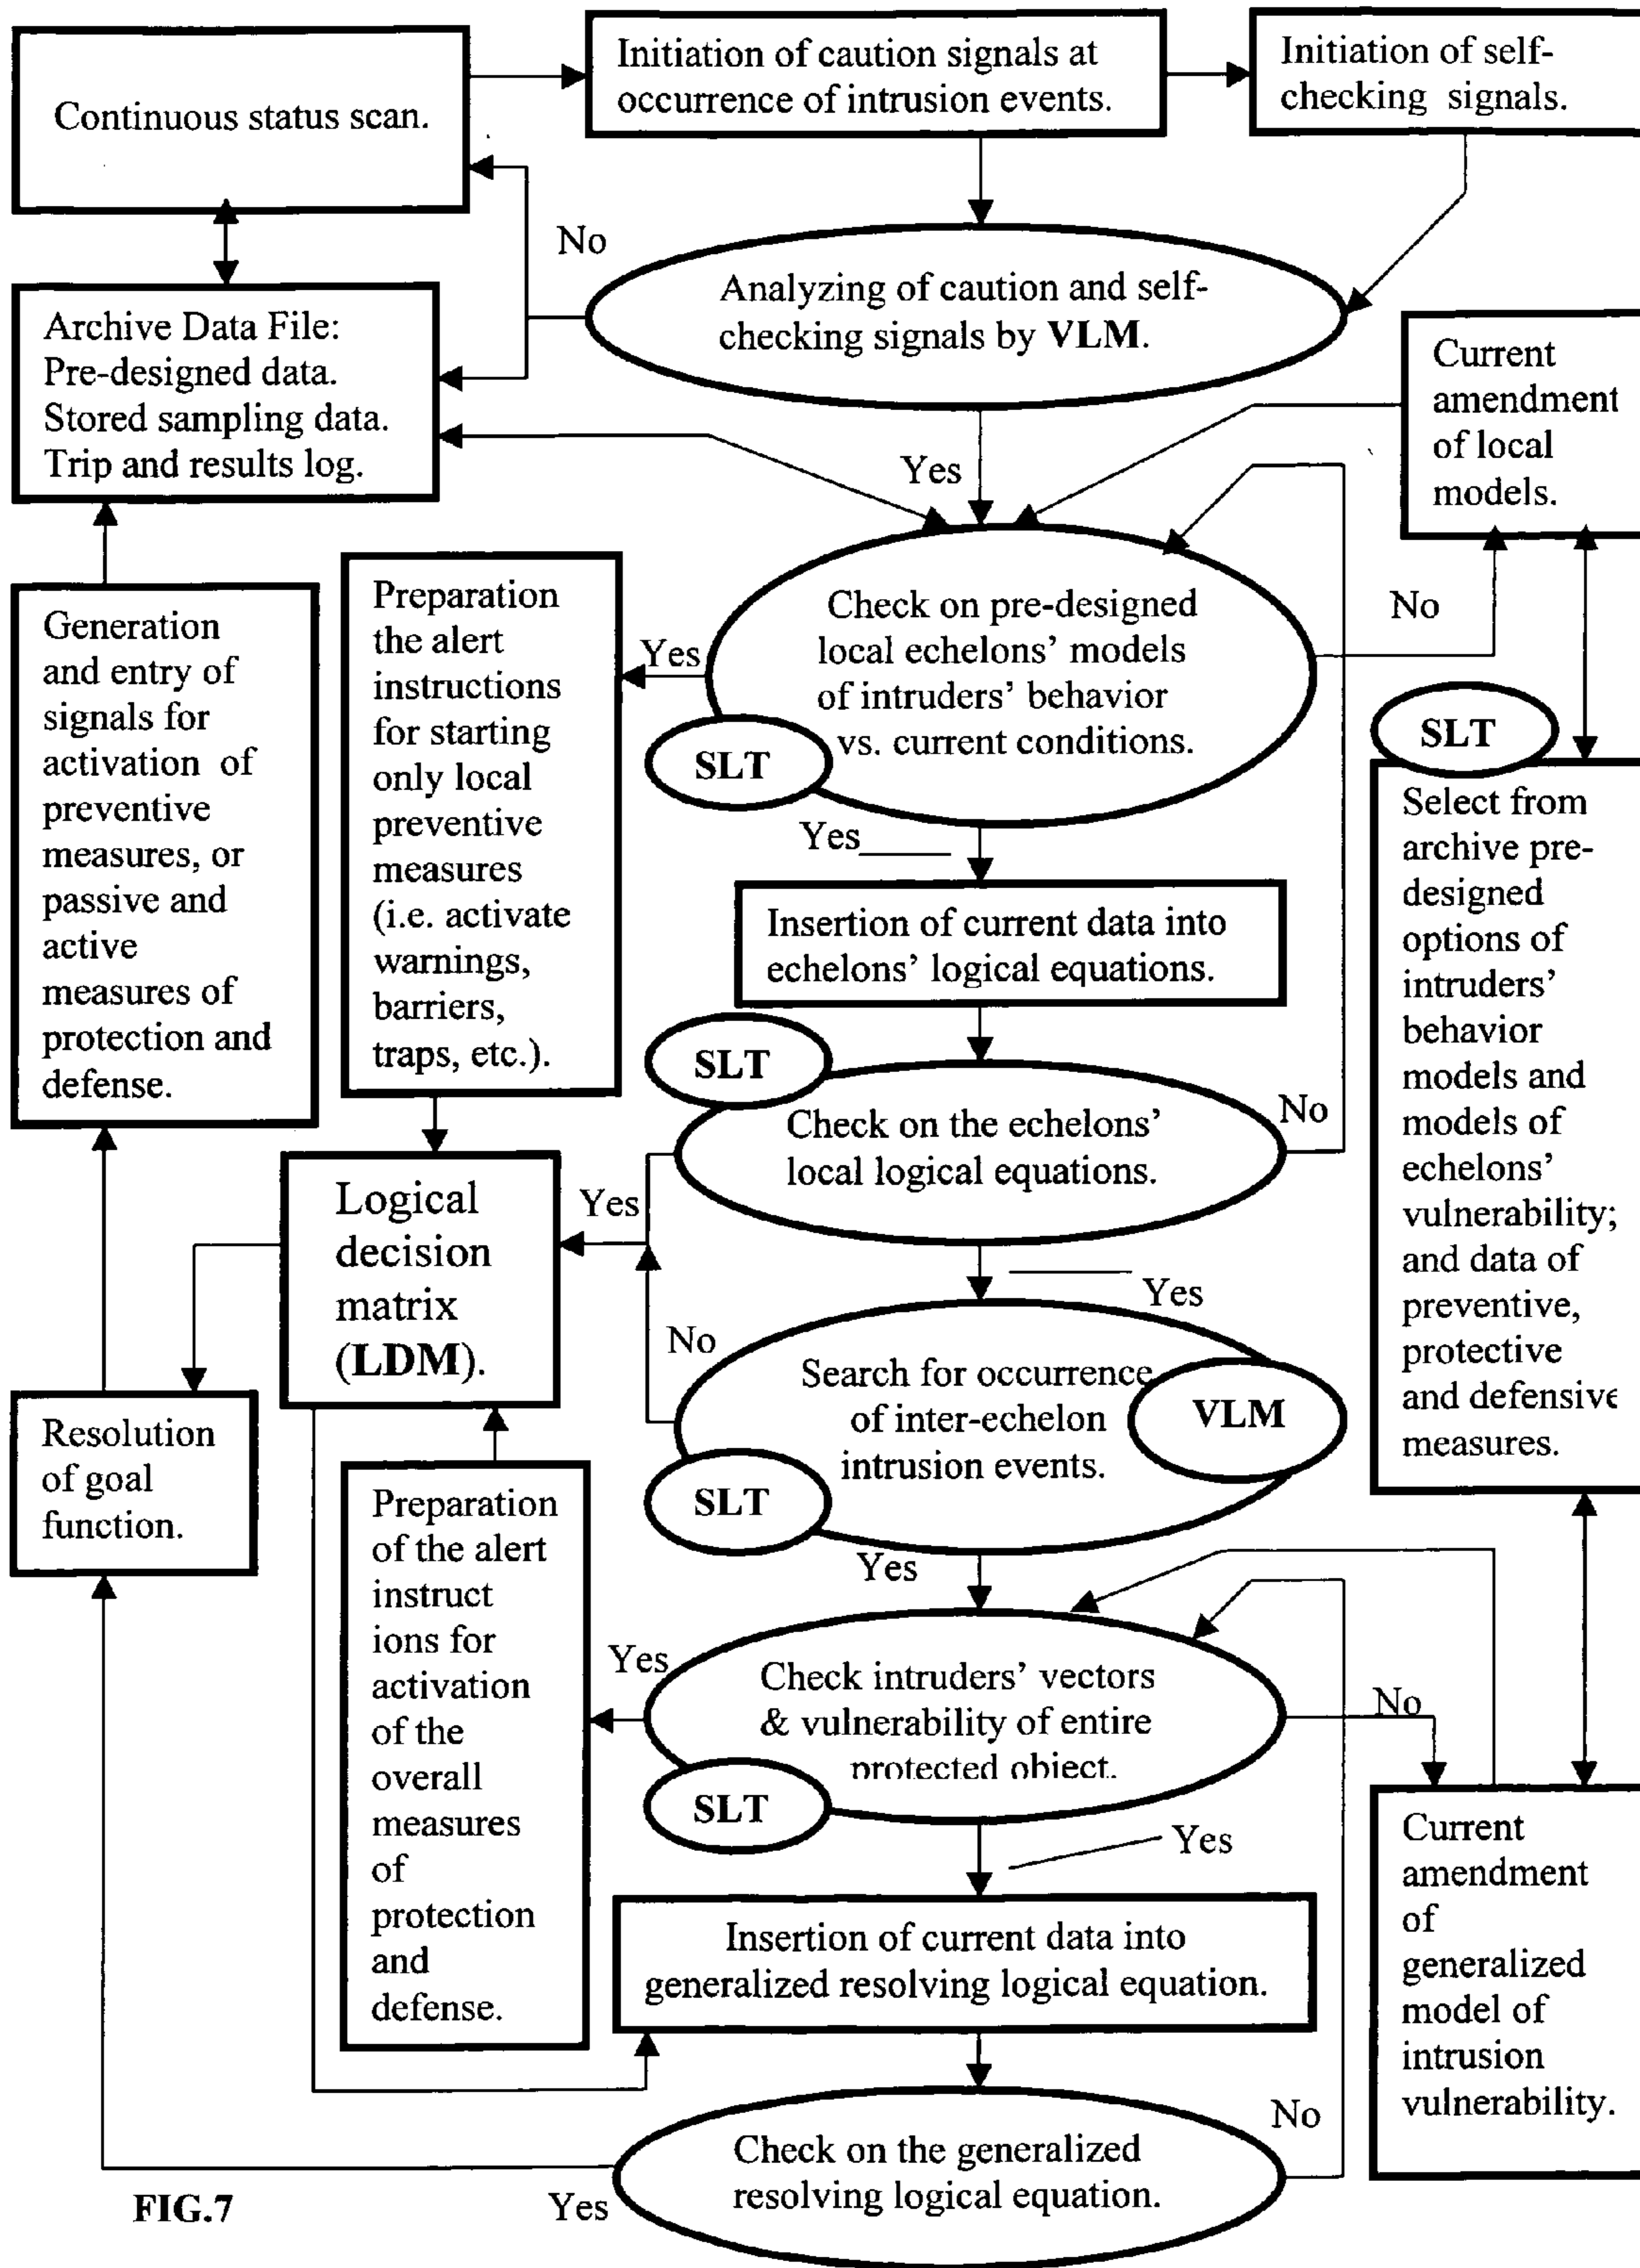 Continuous status scan.
Initiation of caution signals at
occurrence of intrusion events.
Initiation of self-
checking signals.
No
Analyzing of caution and self-
checking signals by VLM.
Archive Data File:
Pre-designed data.
Stored sampling data.
Trip and results log.
Current
amendment
of local
models.
Yes
Generation
and entry of
signals for
activation of
preventive
measures, or
passive and
active
measures of
protection and
defense.
Preparation
the alert
instructions
for starting
only local
preventive
measures
(i.e. activate
warnings,
barriers,
traps, etc.).
Yes
Check on pre-designed
local echelons' models
of intruders' behavior
vs. current conditions.
SLT
No
SLT
Select from
archive pre-
designed
options of
intruders'
behavior
models and
models of
echelons'
vulnerability;
and data of
preventive,
protective
and defensive
measures.
Yes
Insertion of current data into
echelons' logical equations.
SLT
Check on the echelons'
local logical equations.
No
Yes
Logical
decision
matrix
(LDM).
Yes
No
Search for occurrence
of inter-echelon
intrusion events.
VLM
SLT
Resolution
of goal
function.
Preparation
of the alert
instruct
ions for
activation
of the
overall
measures
of
protection
and
defense.
Yes
Yes
Check intruders' vectors
& vulnerability of entire
protected object.
SLT
No
Yes
Current
amendment
of
generalized
model of
intrusion
vulnerability.
Insertion of current data into
generalized resolving logical equation.
No
Check on the generalized
resolving logical equation.
Yes
FIG.7